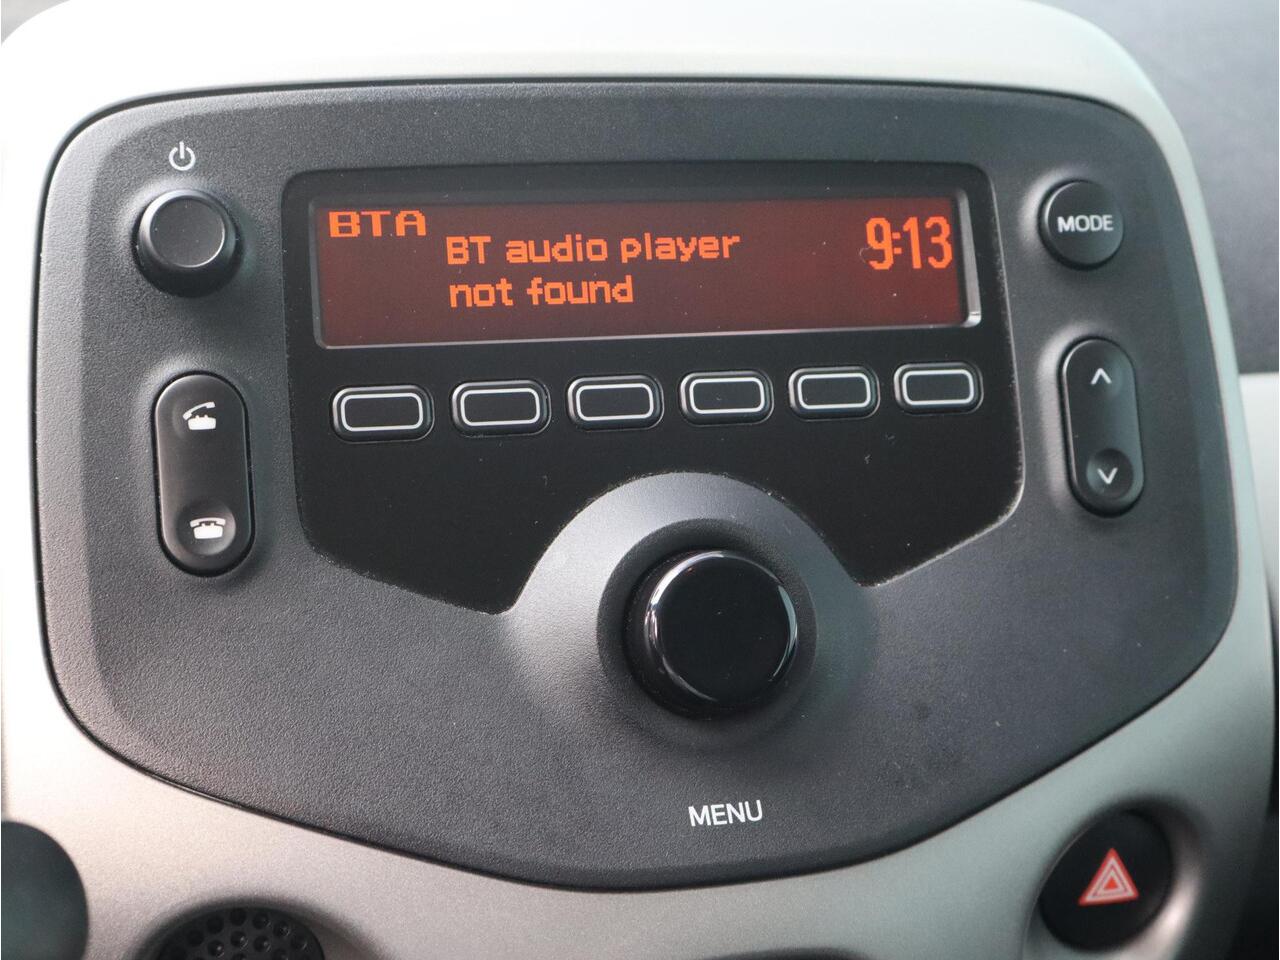 BTA
BT audio player
not found
9:13
MODE
MENU